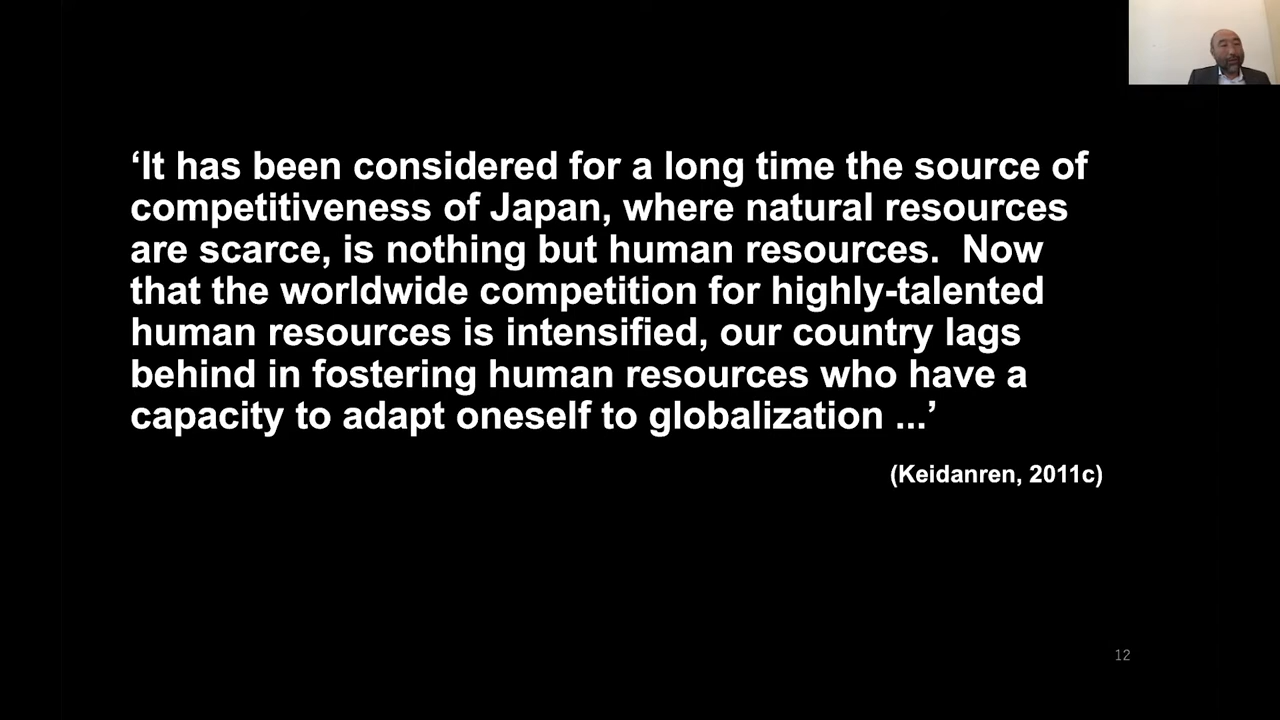 ‘It has been considered for a long time the source of
competitiveness of Japan, where natural resources
are scarce, is nothing but human resources.  Now
that the worldwide competition for highly-talented
human resources is intensified, our country lags
behind in fostering human resources who have a
capacity to adapt oneself to globalization ...’
(Keidanren, 2011c)
12